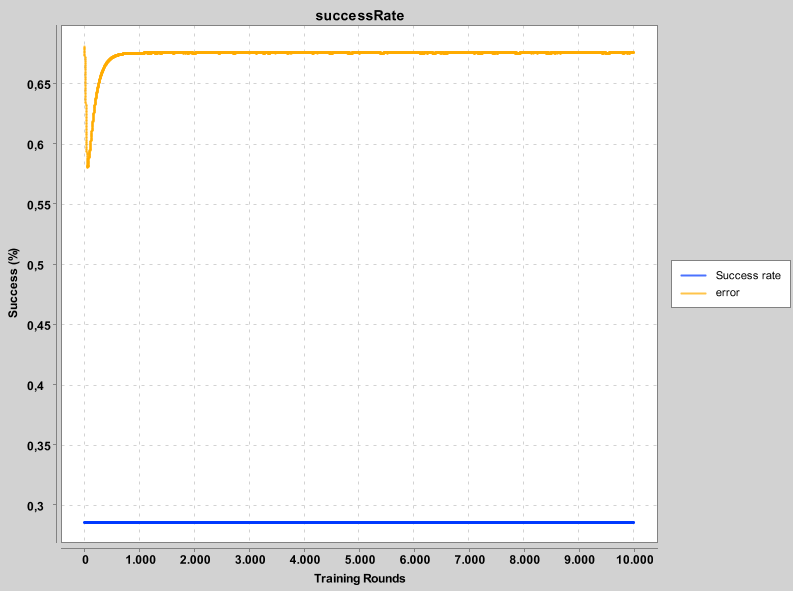 successRate
0,65
0,6
0,55
0,5
0,45
0,4
0,35
0,3
Success (%)
0 1.000 2.000 3.000 4.000 5.000 6.000 7.000 8.000 9.000 10.000
Training Rounds
Success rate
error